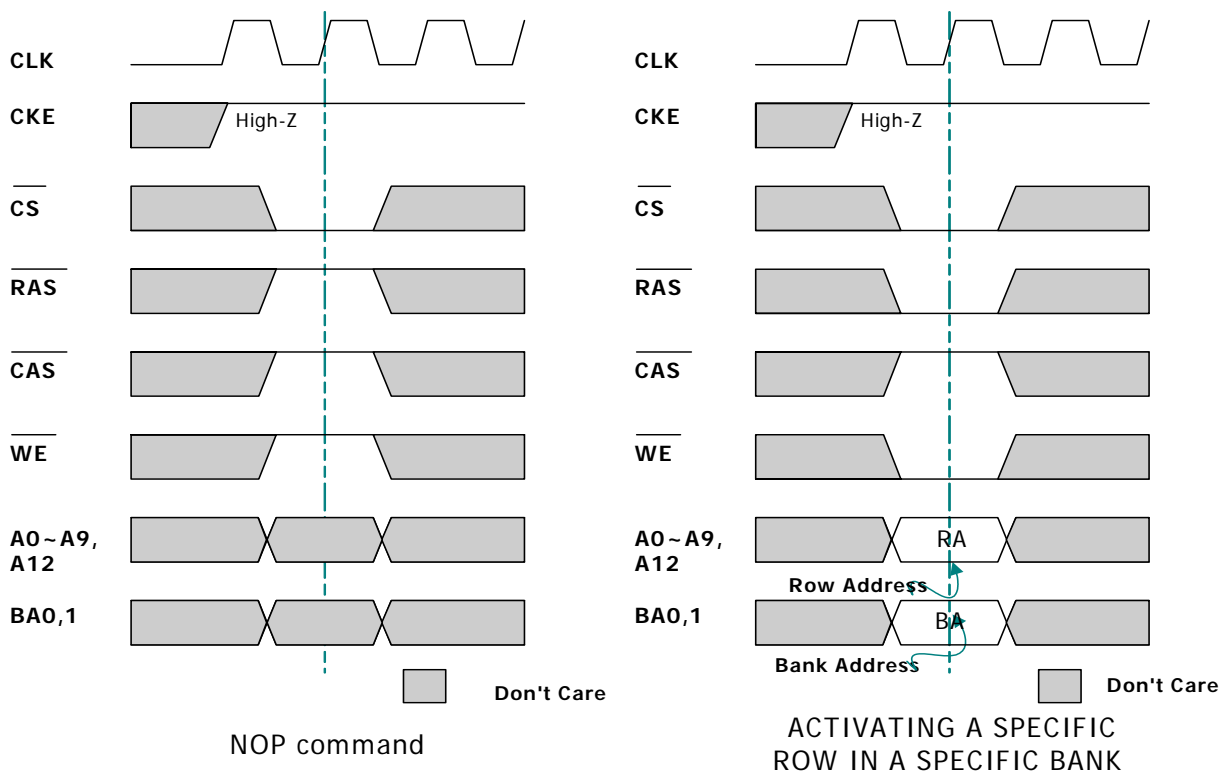 CLK
CKE
High-Z
CS
RAS
CAS
WE
A0~A9,
A12
BA0,1
Don't Care
NOP command
CLK
CKE
High-Z
CS
RAS
CAS
WE
A0~A9,
A12
RA
Row Address
BA0,1
BA
Bank Address
Don't Care
ACTIVATING A SPECIFIC
ROW IN A SPECIFIC BANK